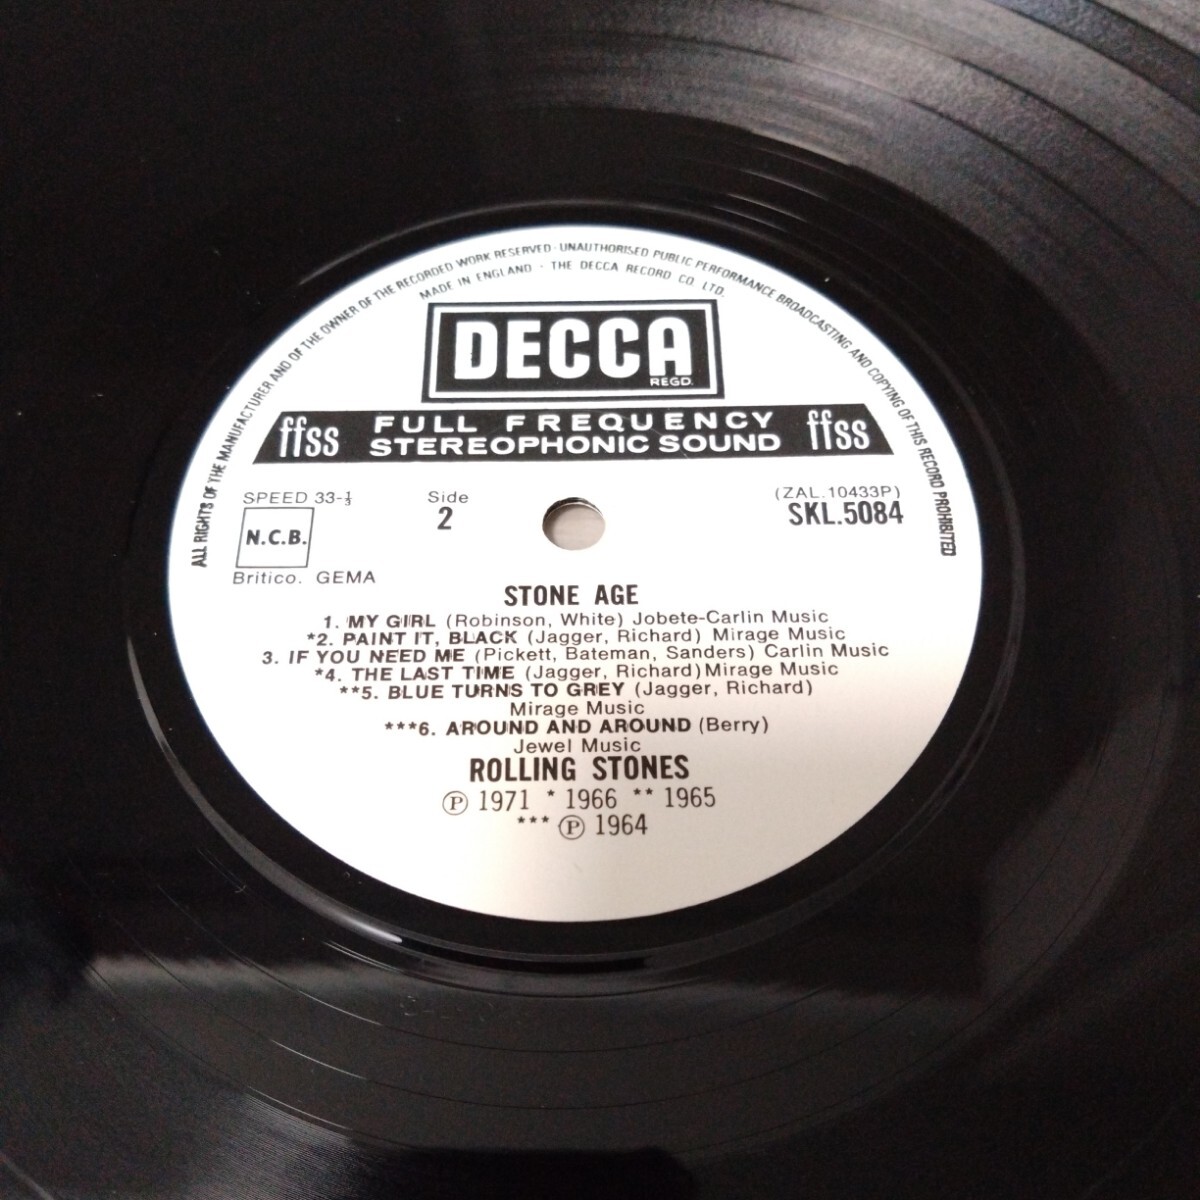 ALL RIGHTS OF THE MANUFACTURER AND OF THE OWNER OF THE RECORDED WORK RESERVED · UNAUTHORISED PUBLIC PERFORMANCE BROADCASTING AND COPYING OF THIS RECORD PROHIBITED
MADE IN ENGLAND · THE DECCA RECORD CO. LTD.
DECCA
REGD.
ffss FULL FREQUENCY STEREOPHONIC SOUND ffss
SPEED 33-⅓
Side
2
(ZAL.10433P)
SKL.5084
N.C.B.
Britico. GEMA
STONE AGE
1. MY GIRL (Robinson, White) Jobete-Carlin Music
*2. PAINT IT, BLACK (Jagger, Richard) Mirage Music
3. IF YOU NEED ME (Pickett, Bateman, Sanders) Carlin Music
*4. THE LAST TIME (Jagger, Richard) Mirage Music
**5. BLUE TURNS TO GREY (Jagger, Richard)
Mirage Music
***6. AROUND AND AROUND (Berry)
Jewel Music
ROLLING STONES
℗ 1971 * 1966 ** 1965
*** ℗ 1964